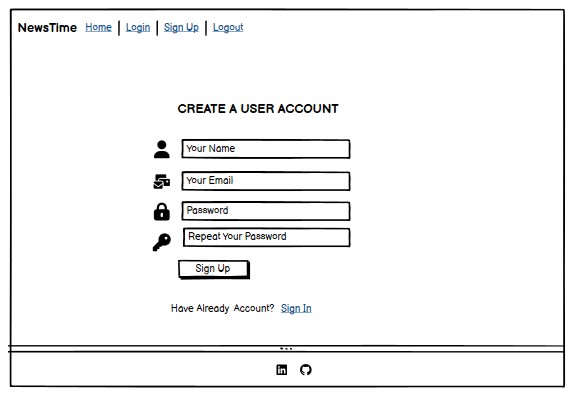 NewsTime Home | Login | Sign Up | Logout
CREATE A USER ACCOUNT
Your Name
Your Email
Password
Repeat Your Password
Sign Up
Have Already Account? Sign In